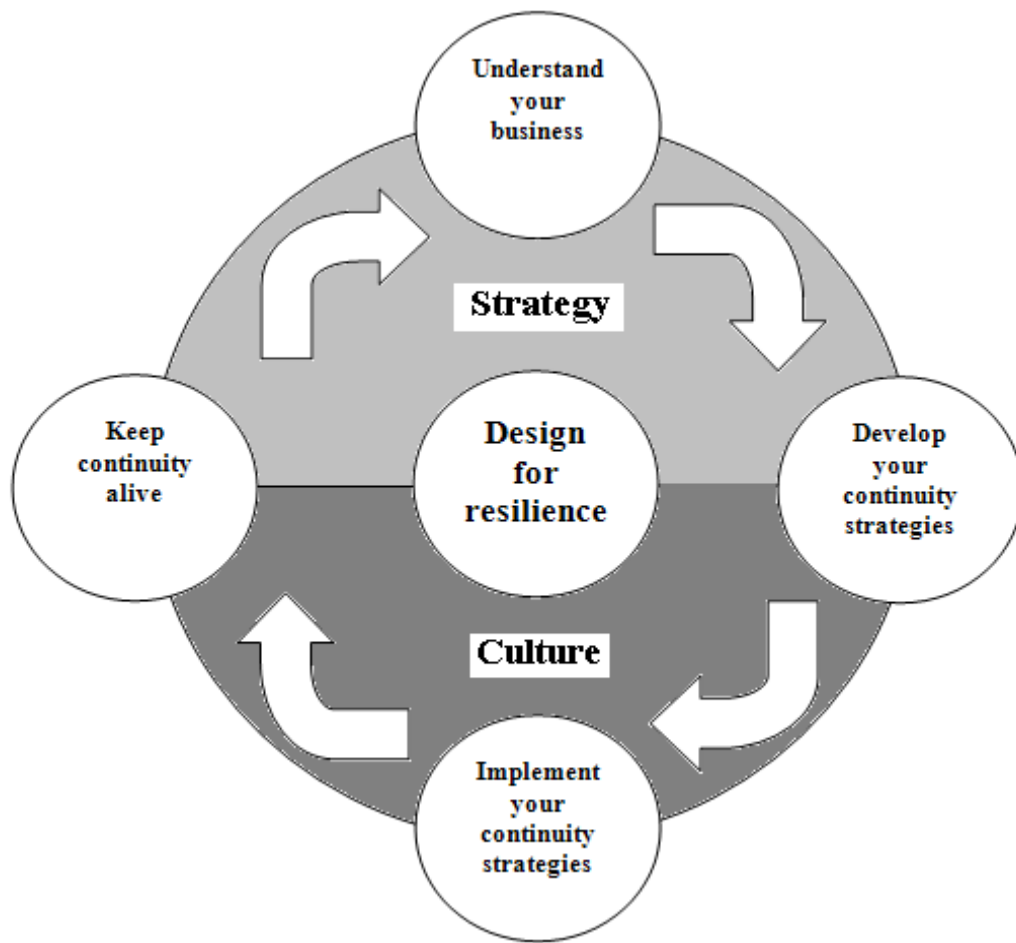 Understand
your
business
Strategy
Keep
continuity
alive
Design
for
resilience
Develop
your
continuity
strategies
Culture
Implement
your
continuity
strategies